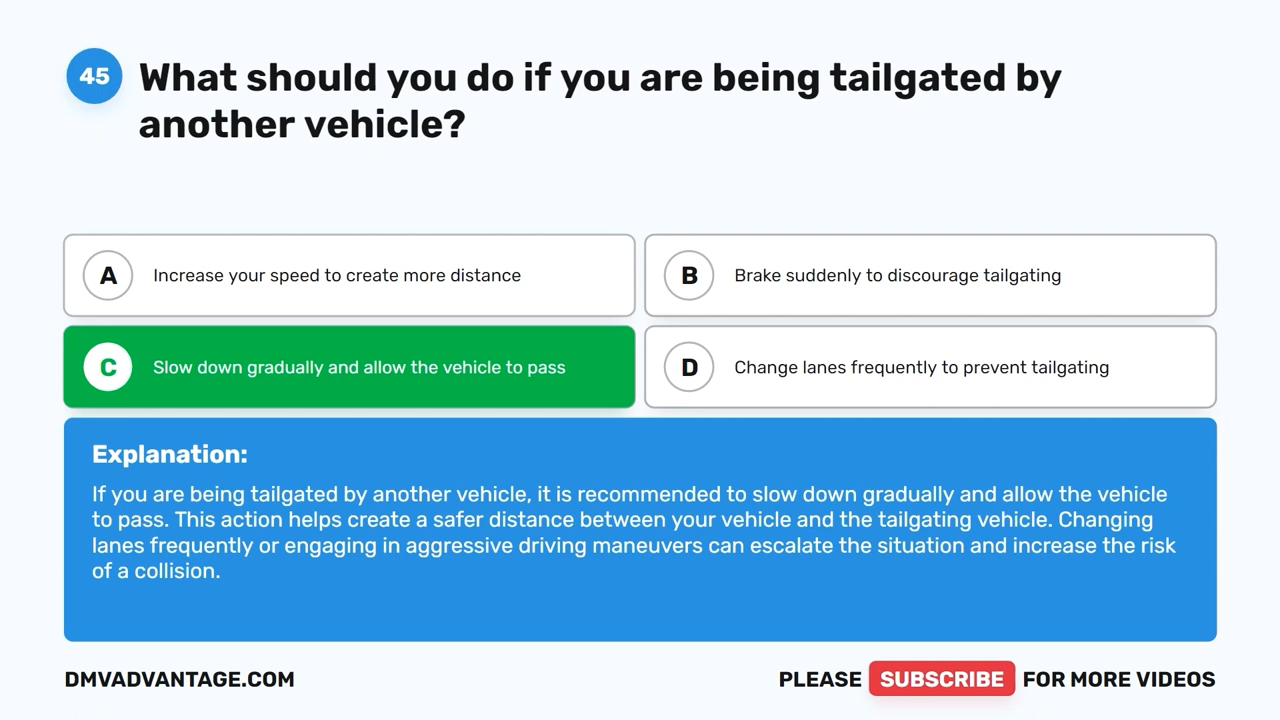 45
What should you do if you are being tailgated by
another vehicle?
A
Increase your speed to create more distance
B
Brake suddenly to discourage tailgating
C
Slow down gradually and allow the vehicle to pass
D
Change lanes frequently to prevent tailgating
Explanation:
If you are being tailgated by another vehicle, it is recommended to slow down gradually and allow the vehicle
to pass. This action helps create a safer distance between your vehicle and the tailgating vehicle. Changing
lanes frequently or engaging in aggressive driving maneuvers can escalate the situation and increase the risk
of a collision.
DMVADVANTAGE.COM
PLEASE SUBSCRIBE FOR MORE VIDEOS